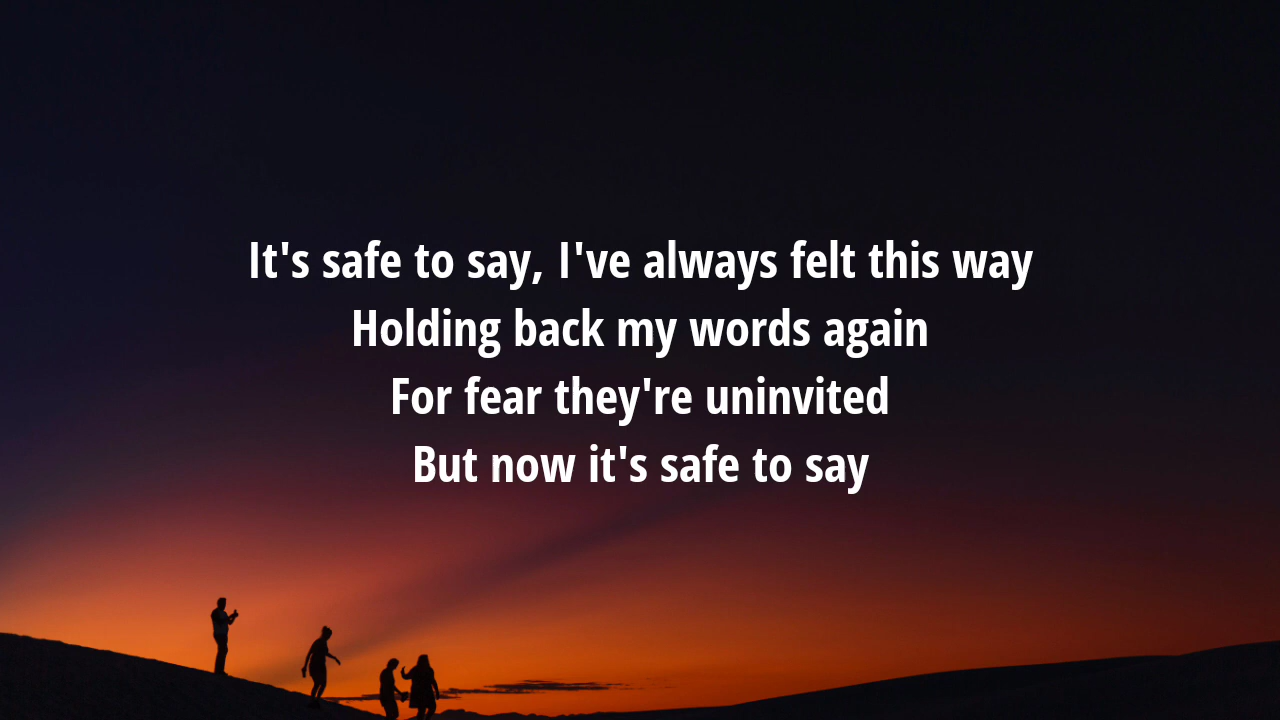 It's safe to say, I've always felt this way
Holding back my words again
For fear they're uninvited
But now it's safe to say